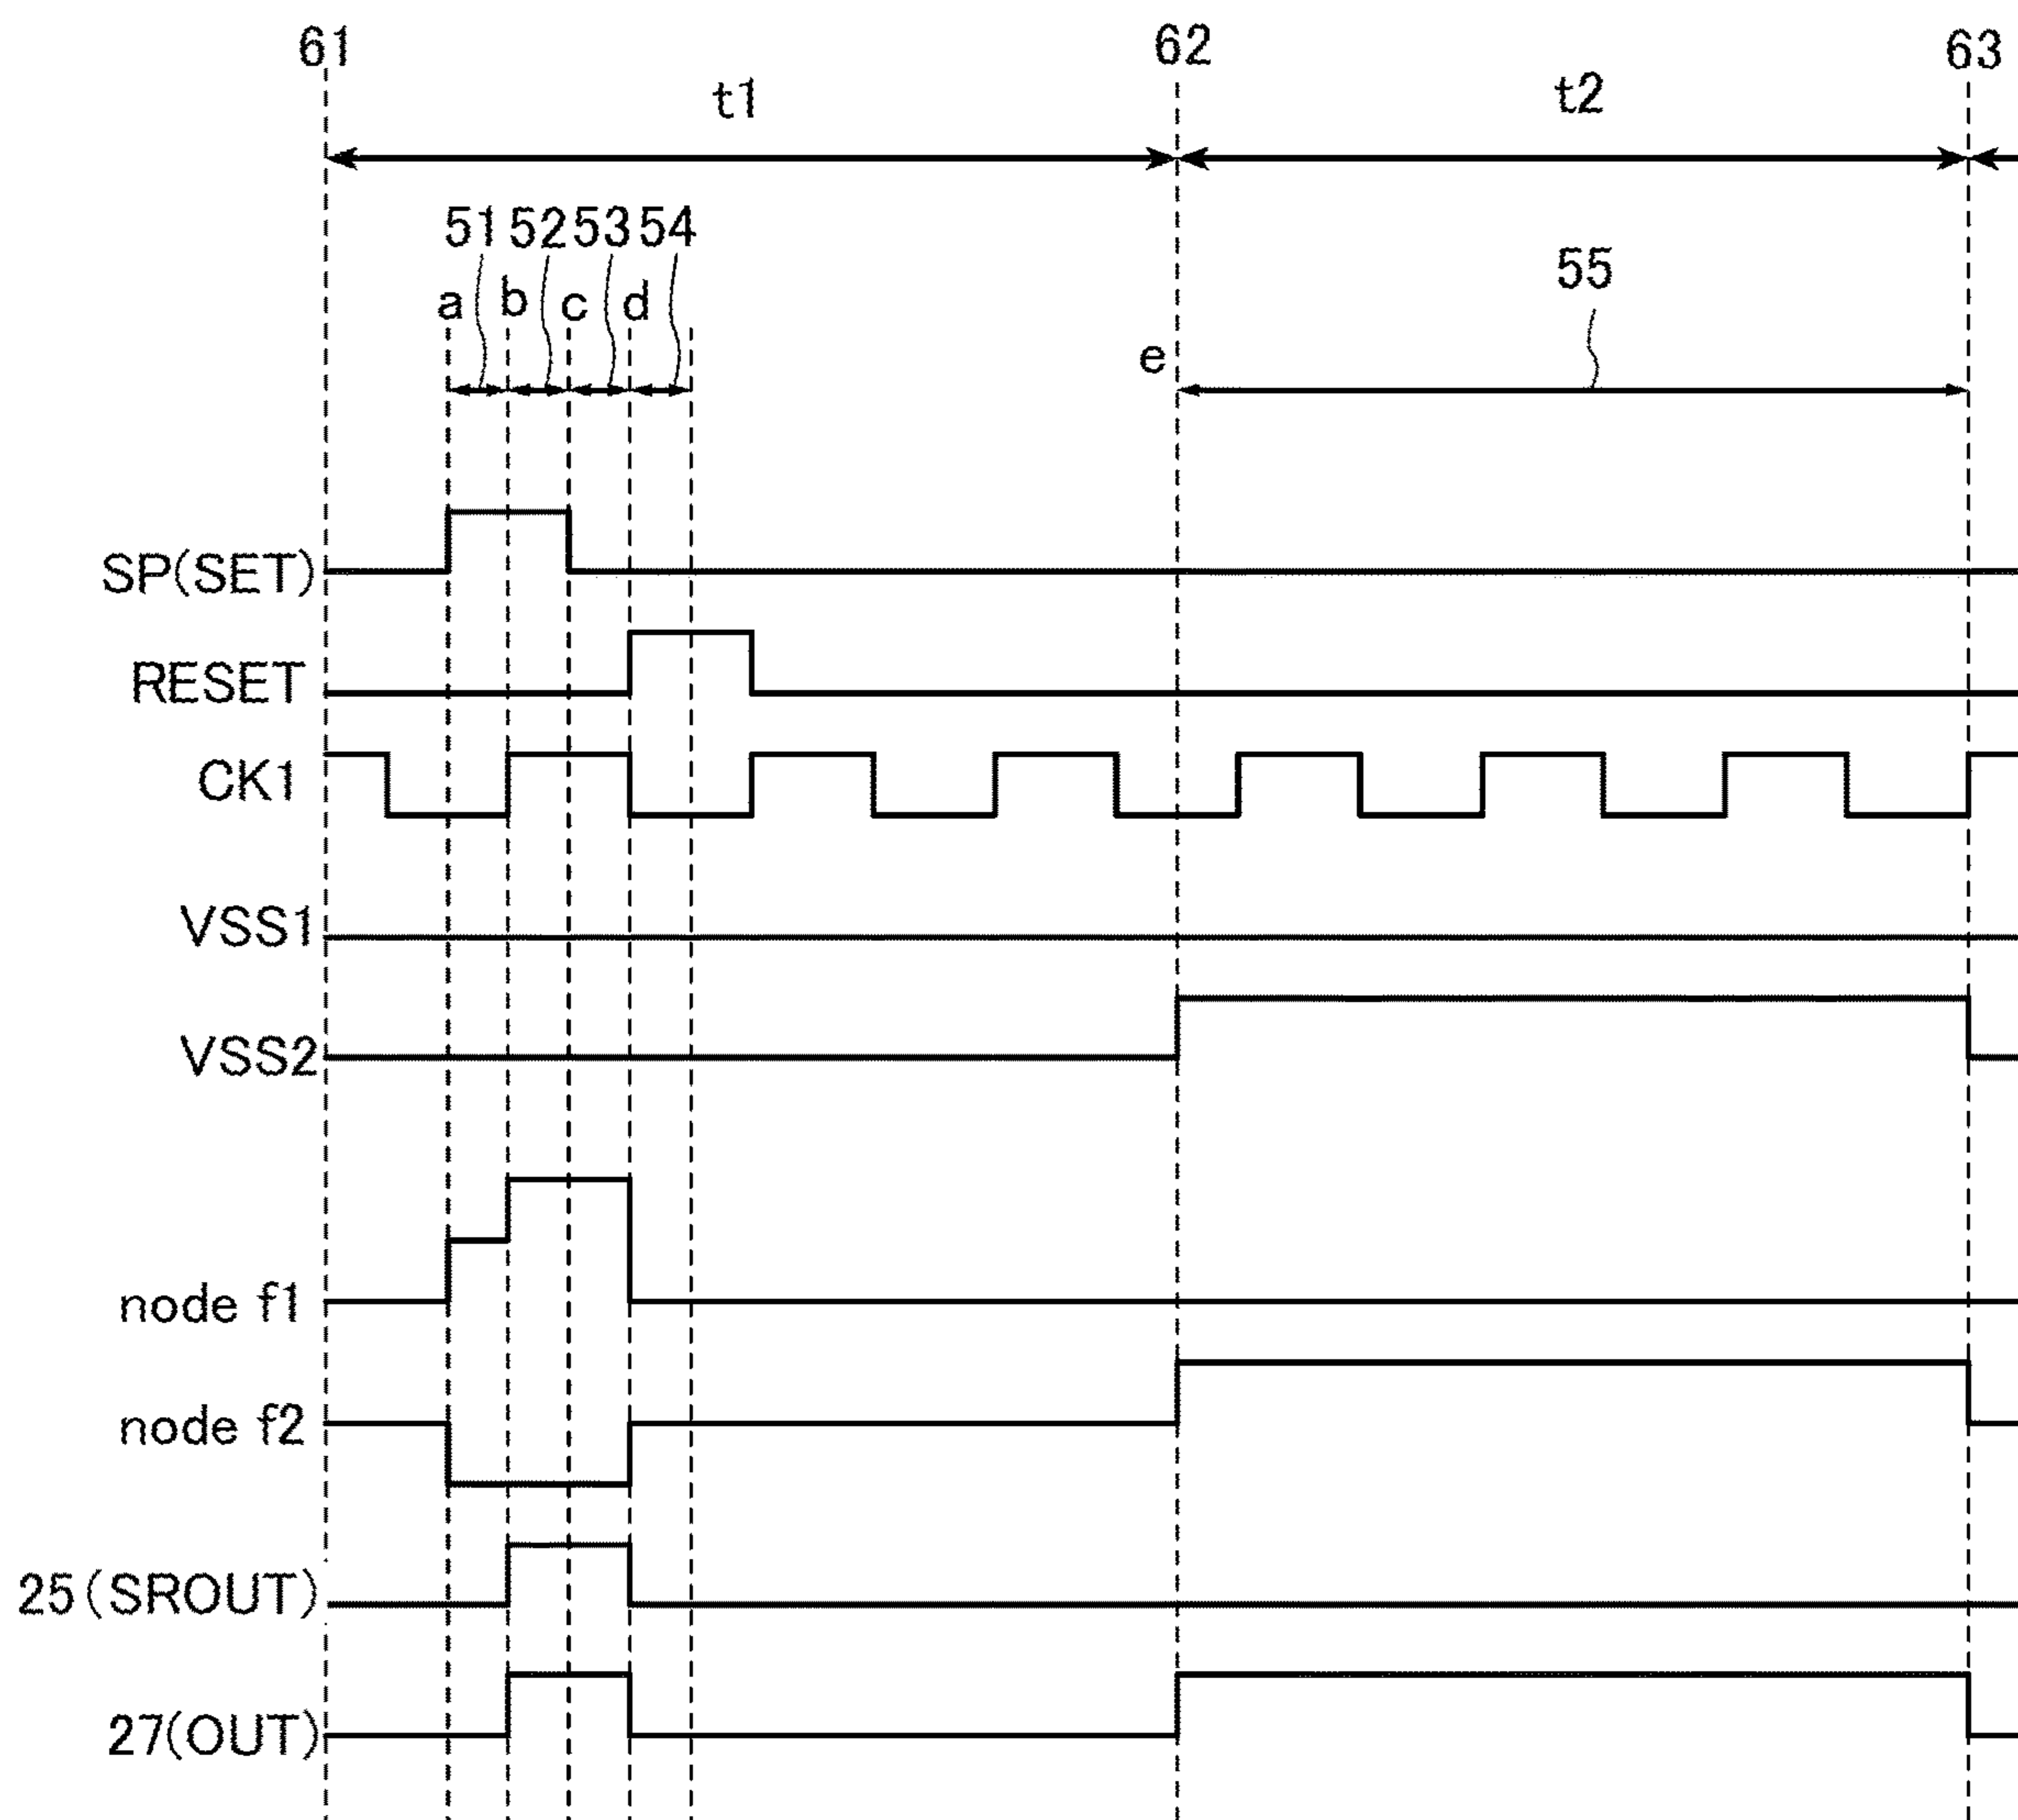 61 62 63
t1 t2
51 52 53 54
55
a b c d
e
SP(SET)
RESET
CK1
VSS1
VSS2
node f1
node f2
25(SROUT)
27(OUT)